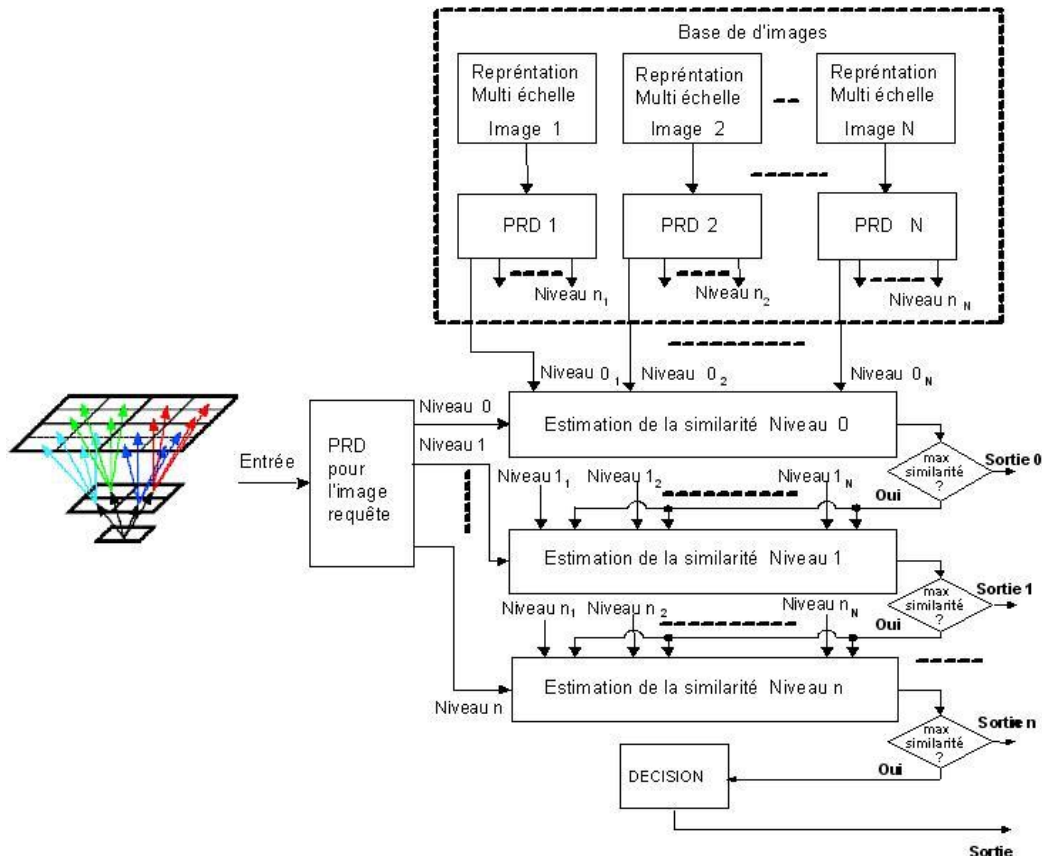 Base de d'images
Repréntation
Multi échelle
Image 1
Repréntation
Multi échelle
Image 2
Repréntation
Multi échelle
Image N
PRD 1
PRD 2
PRD N
Niveau n1
Niveau n2
Niveau nN
Niveau 01
Niveau 02
Niveau 0N
Entrée
PRD
pour
l'image
requête
Niveau 0
Niveau 1
Niveau n
Estimation de la similarité Niveau 0
max
similarité
?
Sortie 0
Oui
Niveau 11
Niveau 12
Niveau 1N
Estimation de la similarité Niveau 1
max
similarité
?
Sortie 1
Oui
Niveau n1
Niveau n2
Niveau nN
Estimation de la similarité Niveau n
max
similarité
?
Sortie n
Oui
DECISION
Sortie